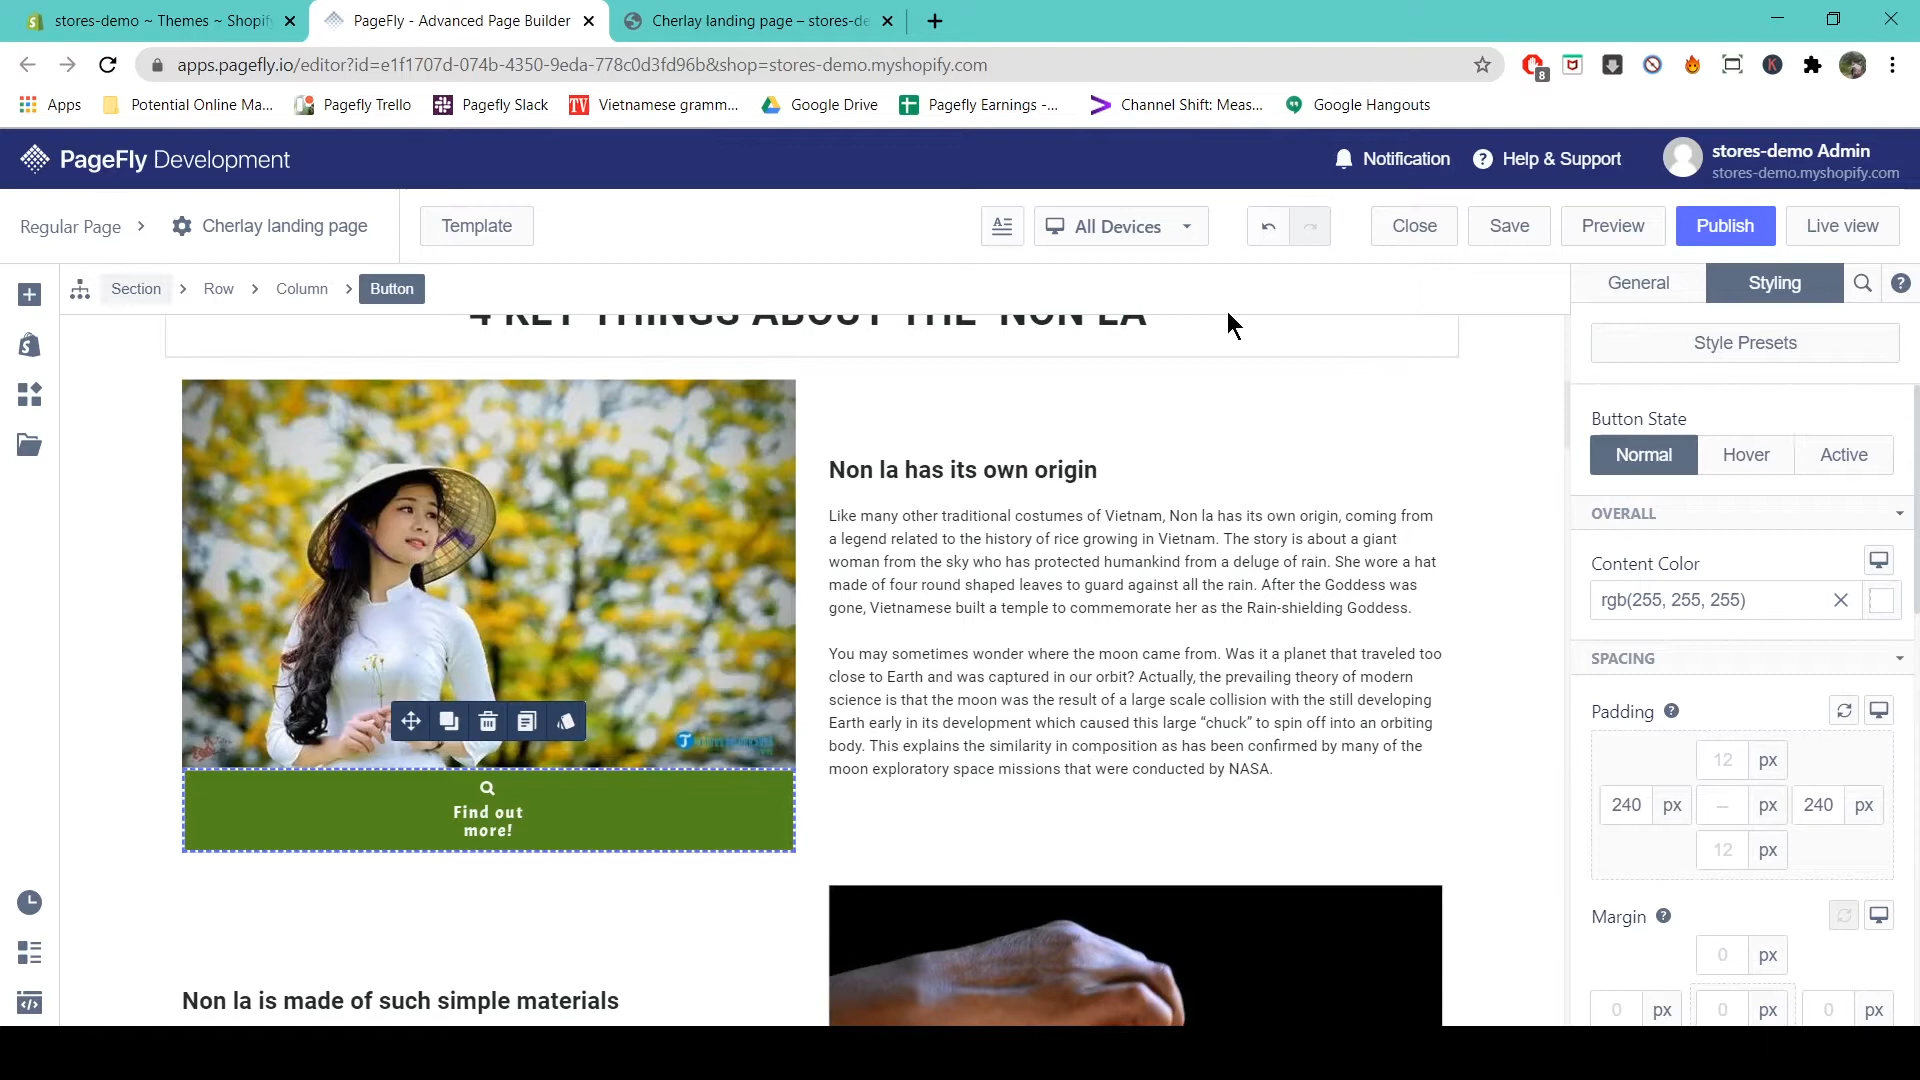 stores-demo ~ Themes ~ Shopif
PageFly - Advanced Page Builder
Cherlay landing page – stores-de
apps.pagefly.io/editor?id=e1f1707d-074b-4350-9eda-778c0d3fd96b&shop=stores-demo.myshopify.com
8
K
Apps
Potential Online Ma...
Pagefly Trello
Pagefly Slack
TV
Vietnamese gramm...
Google Drive
Pagefly Earnings -...
Channel Shift: Meas...
Google Hangouts
PageFly Development
Notification
Help & Support
stores-demo Admin
stores-demo.myshopify.com
Regular Page
Cherlay landing page
Template
All Devices
Close
Save
Preview
Publish
Live view
Section
Row
Column
Button
General
Styling
4 KEY THINGS ABOUT THE "NON LA"
Non la has its own origin
Like many other traditional costumes of Vietnam, Non la has its own origin, coming from
a legend related to the history of rice growing in Vietnam. The story is about a giant
woman from the sky who has protected humankind from a deluge of rain. She wore a hat
made of four round shaped leaves to guard against all the rain. After the Goddess was
gone, Vietnamese built a temple to commemorate her as the Rain-shielding Goddess.
You may sometimes wonder where the moon came from. Was it a planet that traveled too
close to Earth and was captured in our orbit? Actually, the prevailing theory of modern
science is that the moon was the result of a large scale collision with the still developing
Earth early in its development which caused this large “chuck” to spin off into an orbiting
body. This explains the similarity in composition as has been confirmed by many of the
moon exploratory space missions that were conducted by NASA.
Find out
more!
Non la is made of such simple materials
Style Presets
Button State
Normal
Hover
Active
OVERALL
Content Color
rgb(255, 255, 255)
SPACING
Padding
12 px
240 px
– px
240 px
12 px
Margin
0 px
0 px
0 px
0 px